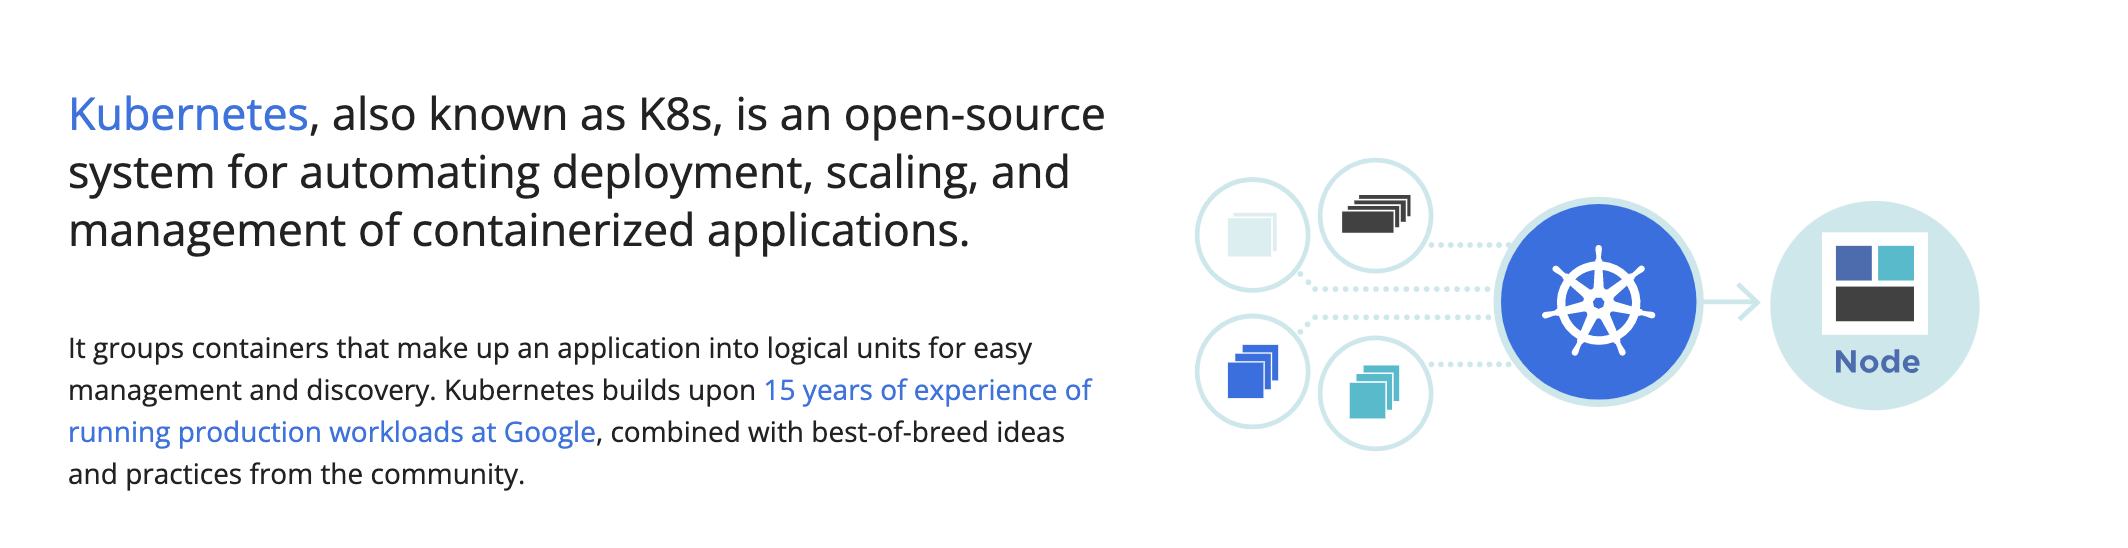 Kubernetes, also known as K8s, is an open-source
system for automating deployment, scaling, and
management of containerized applications.
It groups containers that make up an application into logical units for easy
management and discovery. Kubernetes builds upon 15 years of experience of
running production workloads at Google, combined with best-of-breed ideas
and practices from the community.
Node